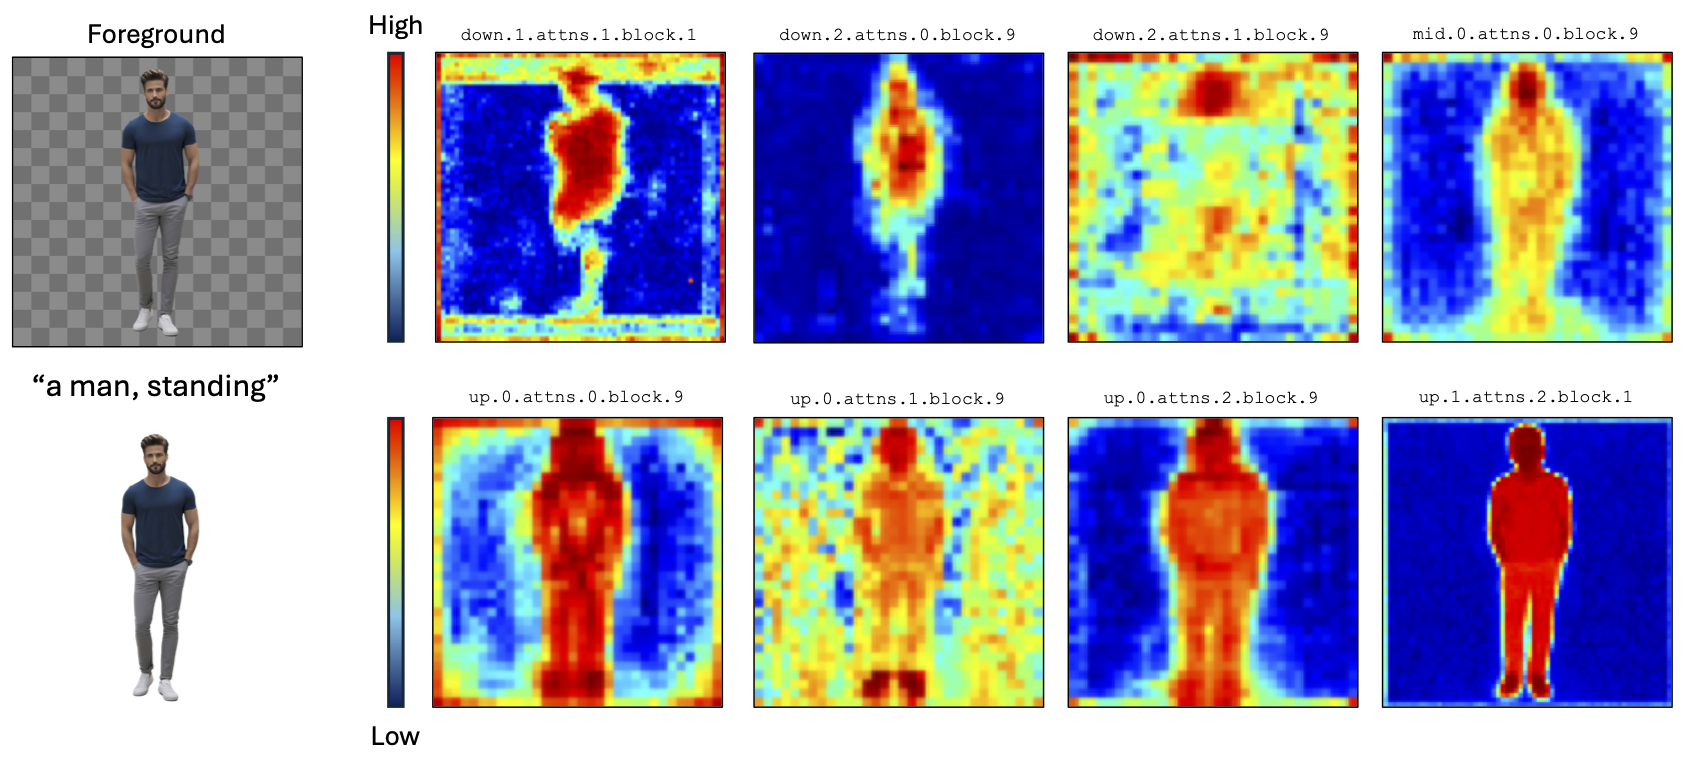 Foreground
High
down.1.attns.1.block.1
down.2.attns.0.block.9
down.2.attns.1.block.9
mid.0.attns.0.block.9
“a man, standing”
up.0.attns.0.block.9
up.0.attns.1.block.9
up.0.attns.2.block.9
up.1.attns.2.block.1
Low